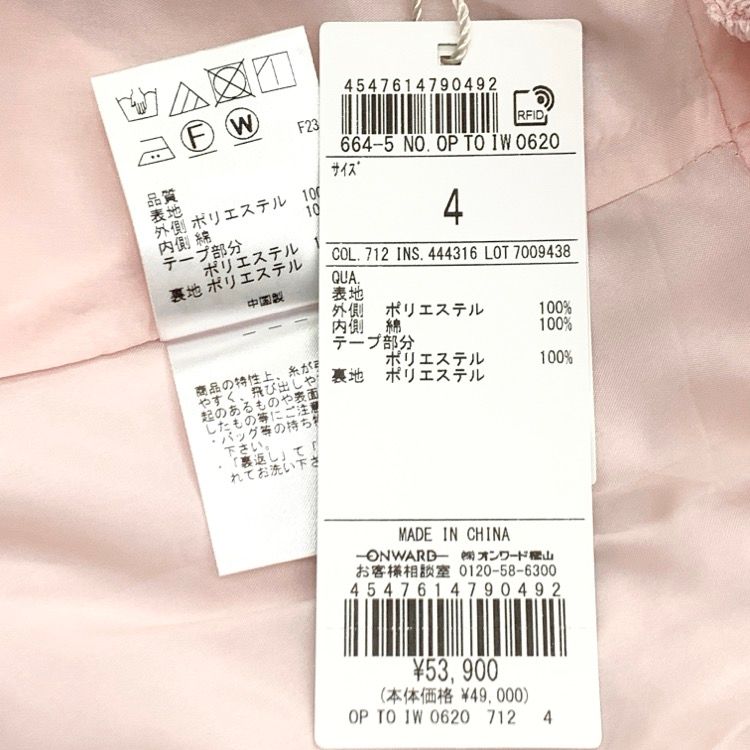 F
W
F23
品質
表地
外側 ポリエステル 100
内側 綿 10
テープ部分
ポリエステル
裏地 ポリエステル
中国製
商品の特性上、糸が引
やすく、飛び出しや
起のあるものや表面
したもの等にご注意
・バッグ等の持ち物
下さい。
・「裏返し」て「
れてお洗い下さ
4547614790492
RFID
664-5 NO. OP TO IW 0620
サイズ
4
COL. 712 INS. 444316 LOT 7009438
QUA.
表地
外側 ポリエステル 100%
内側 綿 100%
テープ部分
ポリエステル 100%
裏地 ポリエステル
MADE IN CHINA
ONWARD ㈱オンワード樫山
お客様相談室 0120-58-6300
4547614790492
¥53,900
(本体価格 ¥49,000)
OP TO IW 0620 712 4